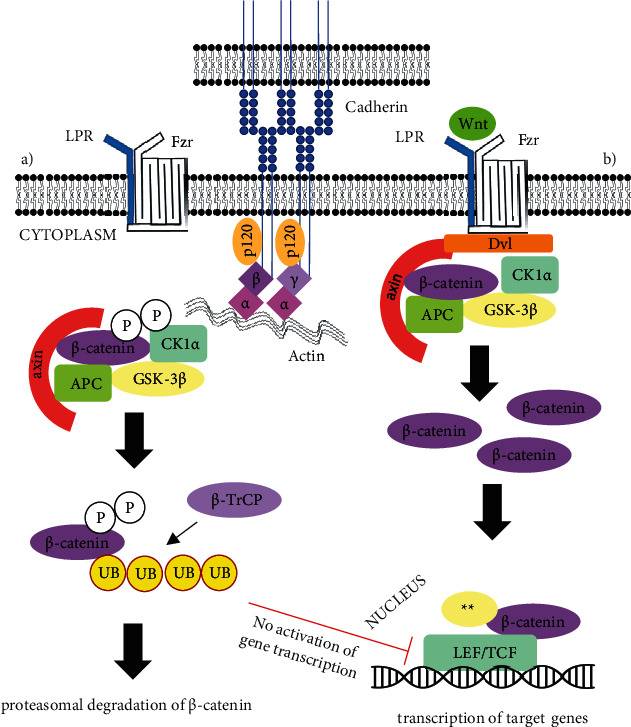 Cadherin
a)
LPR
Fzr
CYTOPLASM
p120
p120
β
γ
α
α
Actin
P
P
axin
β-catenin
CK1α
APC
GSK-3β
P
P
β-catenin
β-TrCP
UB
UB
UB
UB
proteasomal degradation of β-catenin
No activation of
gene transcription
b)
Wnt
LPR
Fzr
Dvl
axin
β-catenin
CK1α
APC
GSK-3β
β-catenin
β-catenin
β-catenin
NUCLEUS
**
β-catenin
LEF/TCF
transcription of target genes